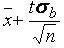 x̄ + tσ_b / √n